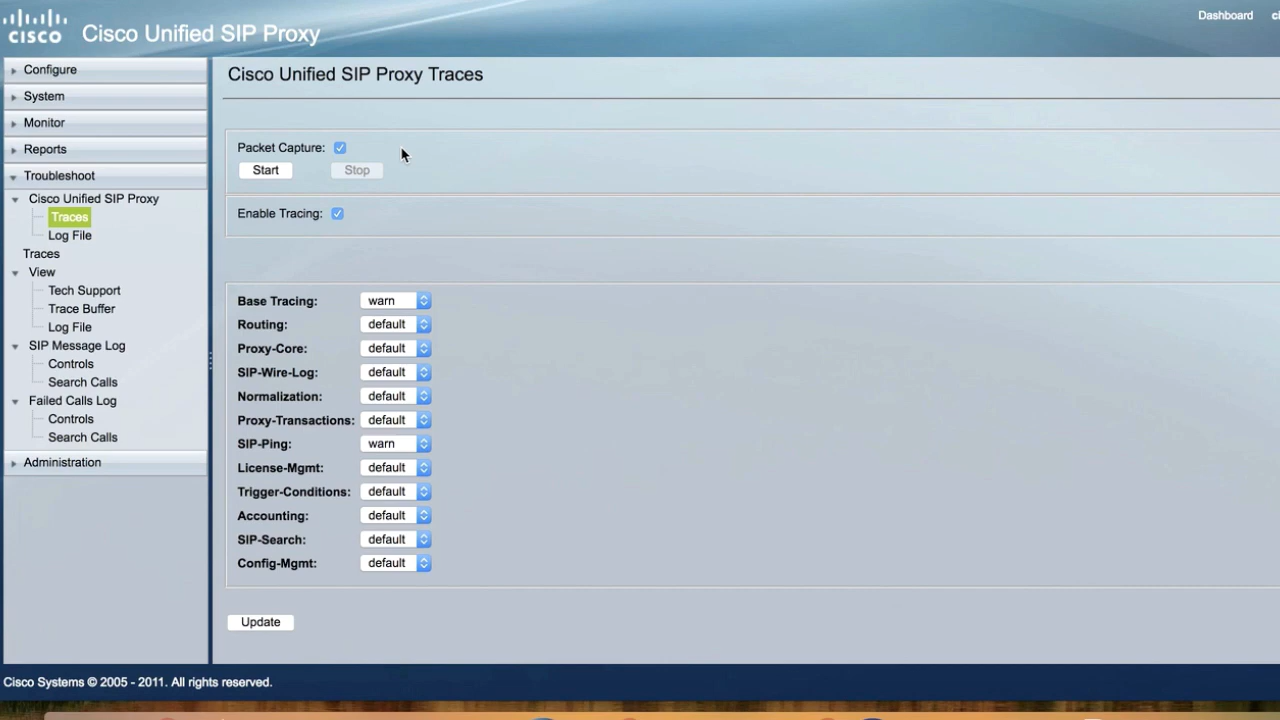 Dashboard
cisco
Cisco Unified SIP Proxy
Configure
System
Monitor
Reports
Troubleshoot
Cisco Unified SIP Proxy
Traces
Log File
Traces
View
Tech Support
Trace Buffer
Log File
SIP Message Log
Controls
Search Calls
Failed Calls Log
Controls
Search Calls
Administration
Cisco Unified SIP Proxy Traces
Packet Capture:
Start Stop
Enable Tracing:
Base Tracing: warn
Routing: default
Proxy-Core: default
SIP-Wire-Log: default
Normalization: default
Proxy-Transactions: default
SIP-Ping: warn
License-Mgmt: default
Trigger-Conditions: default
Accounting: default
SIP-Search: default
Config-Mgmt: default
Update
Cisco Systems © 2005 - 2011. All rights reserved.